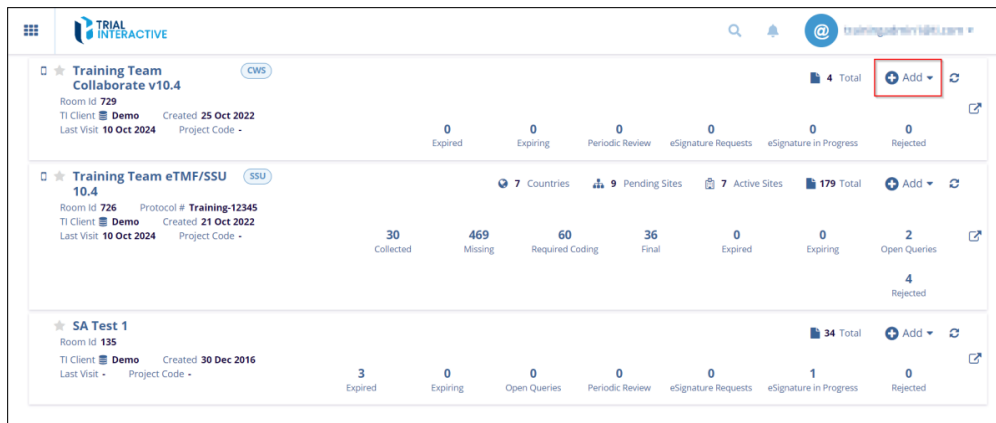 TRIAL
INTERACTIVE
@
Training Team
Collaborate v10.4
CWS
4 Total
Add
Room Id 729
TI Client Demo Created 25 Oct 2022
Last Visit 10 Oct 2024 Project Code -
0 0 0 0 0 0
Expired Expiring Periodic Review eSignature Requests eSignature in Progress Rejected
Training Team eTMF/SSU
10.4
SSU
7 Countries 9 Pending Sites 7 Active Sites 179 Total Add
Room Id 726 Protocol # Training-12345
TI Client Demo Created 21 Oct 2022
Last Visit 10 Oct 2024 Project Code -
30 469 60 36 0 0 2
Collected Missing Required Coding Final Expired Expiring Open Queries
4
Rejected
SA Test 1
34 Total Add
Room Id 135
TI Client Demo Created 30 Dec 2016
Last Visit - Project Code -
3 0 0 0 0 1 0
Expired Expiring Open Queries Periodic Review eSignature Requests eSignature in Progress Rejected